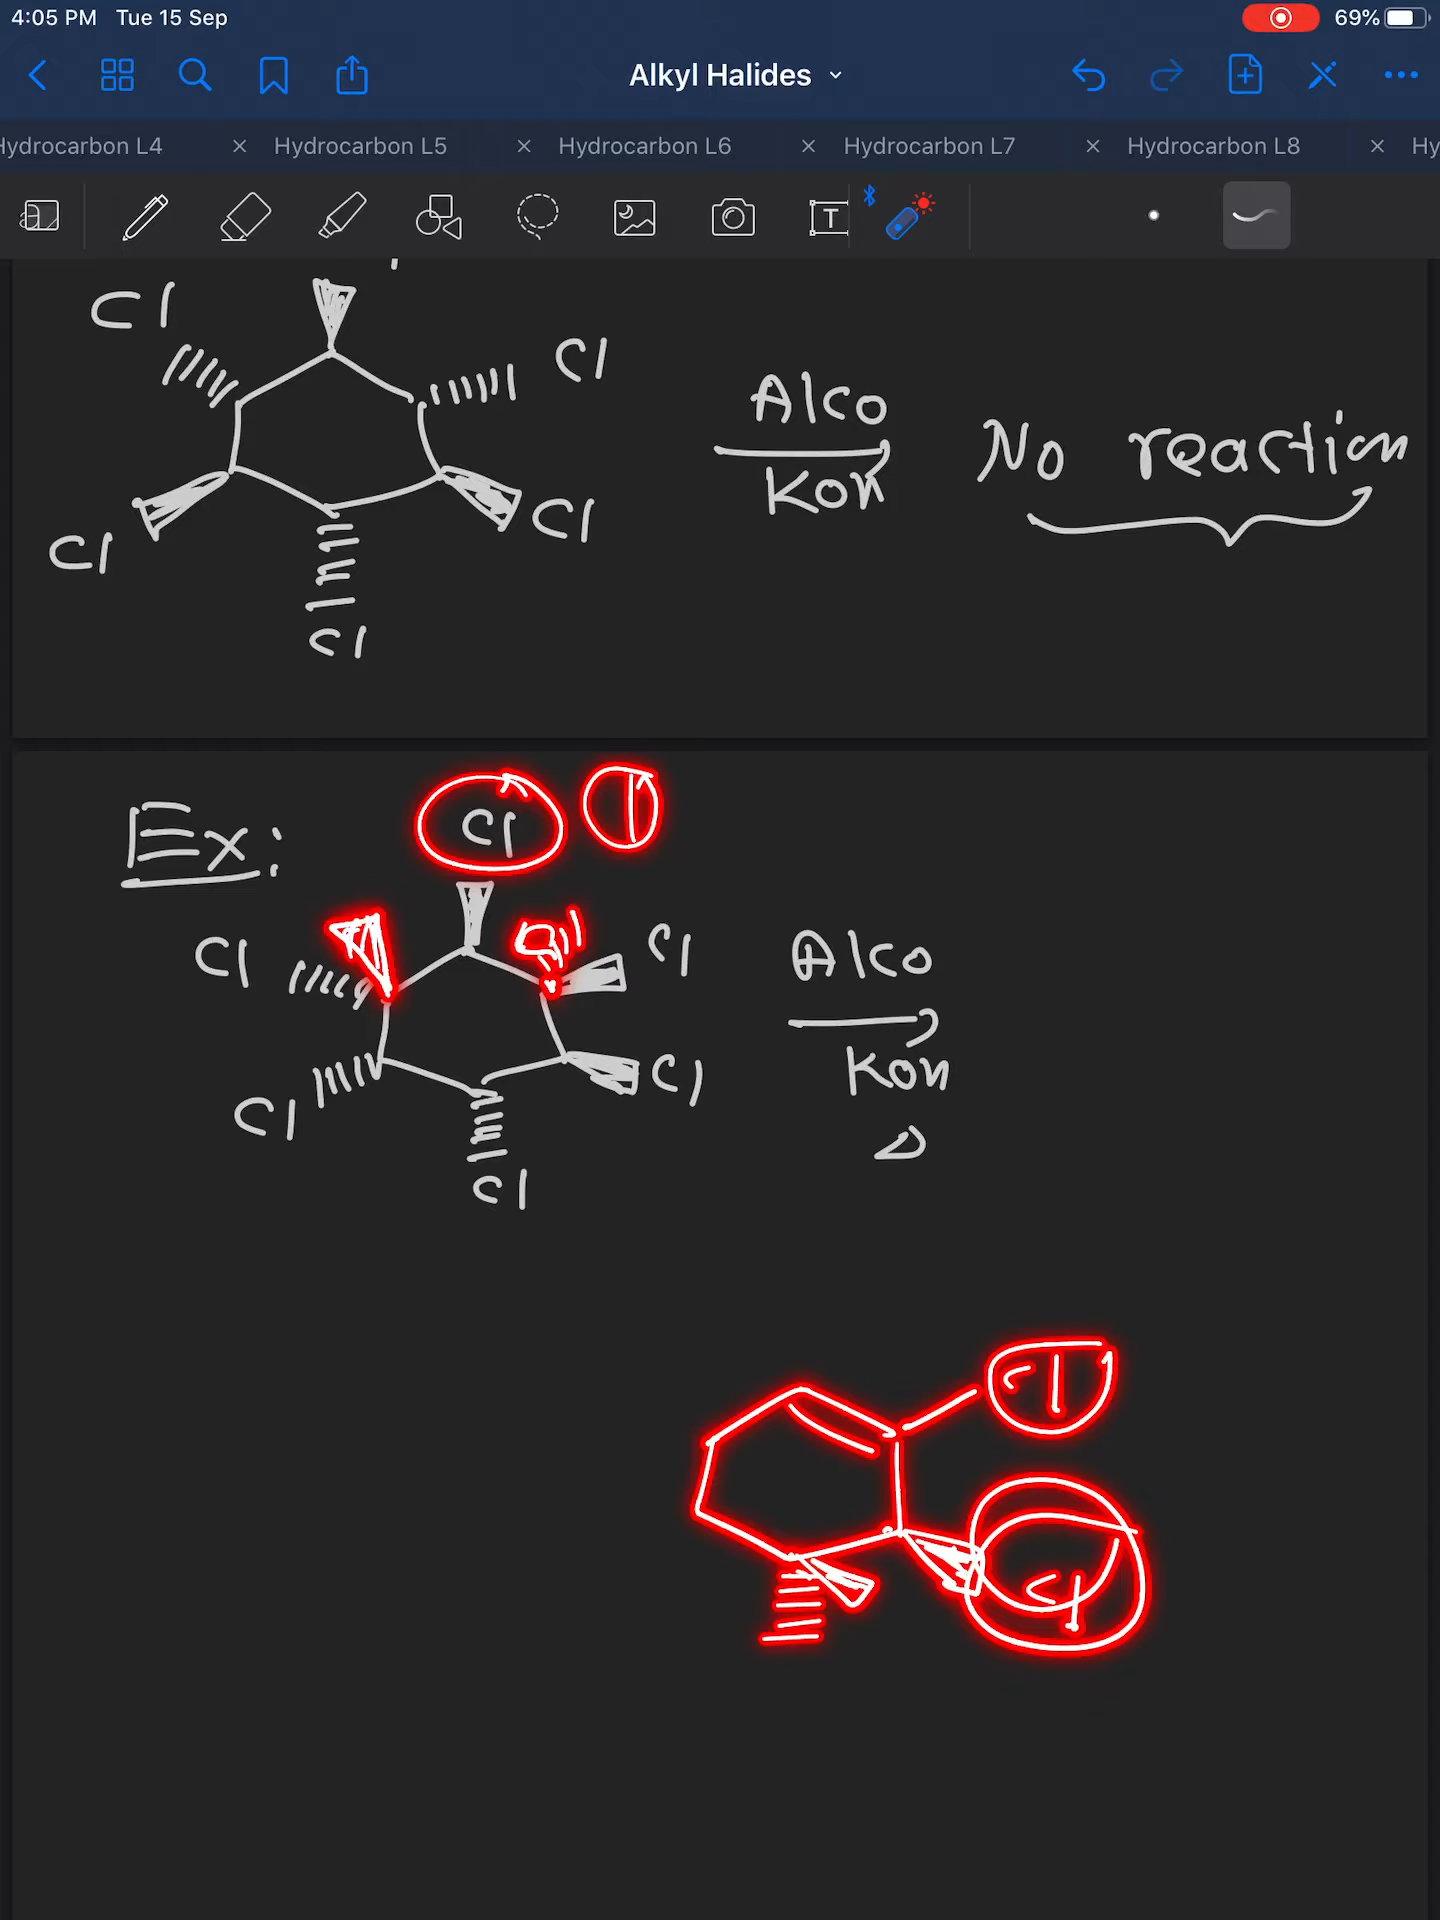 4:05 PM Tue 15 Sep
69%
Alkyl Halides
Hydrocarbon L4
Hydrocarbon L5
Hydrocarbon L6
Hydrocarbon L7
Hydrocarbon L8
Hy
T
Cl
Cl
Alco
KOH
No reaction
Cl
Cl
Cl
Ex:
Cl
1
Cl
Cl
Alco
KOH
Δ
Cl
Cl
Cl
Cl
Cl